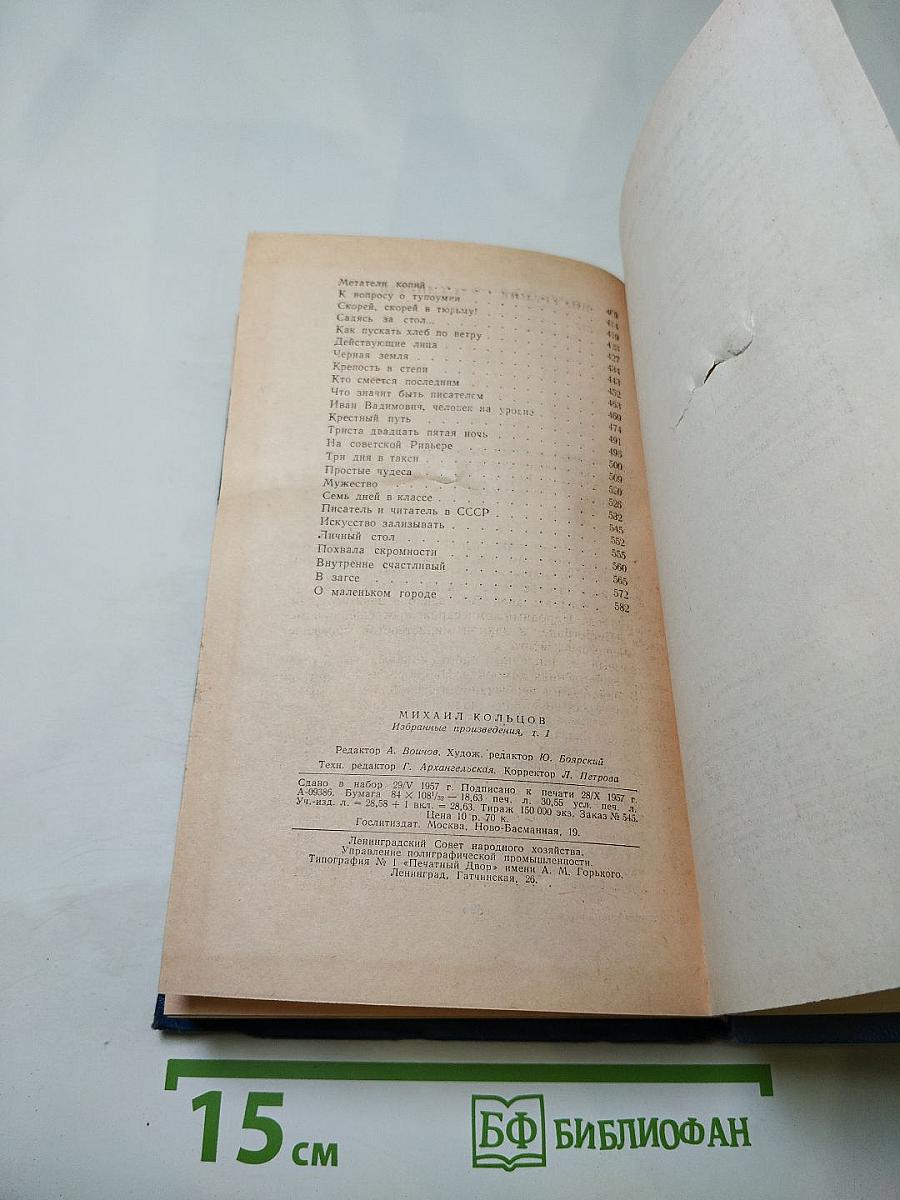 Метатели копий
К вопросу о тупоумии 414
Скорей, скорей в тюрьму! 419
Садясь за стол...
Как пускать хлеб по ветру 427
Действующие лица 434
Черная земля 443
Крепость в степи 452
Кто смеется последним 463
Что значит быть писателем 469
Иван Вадимович, человек на уровне 474
Крестный путь 491
Триста двадцать пятая ночь
На советской Ривьере 500
Три дня в такси 509
Простые чудеса 520
Мужество 526
Семь дней в классе 532
Писатель и читатель в СССР 545
Искусство зализывать 552
Личный стол 555
Похвала скромности 560
Внутренне счастливый 565
В загсе 572
О маленьком городе 582
МИХАИЛ КОЛЬЦОВ
Избранные произведения, т. 1
Редактор А. Воинов, Худож. редактор Ю. Боярский
Техн. редактор Г. Архангельская, Корректор Л. Петрова
Сдано в набор 29/V 1957 г. Подписано к печати 28/X 1957 г.
А-09386. Бумага 84 × 108¹/₃₂ — 18,63 печ. л. 30,55 усл. печ. л.
Уч.-изд. л. = 28,58 + 1 вкл. = 28,63. Тираж 150 000 экз. Заказ № 545.
Цена 10 р. 70 к.
Гослитиздат. Москва, Ново-Басманная, 19.
Ленинградский Совет народного хозяйства.
Управление полиграфической промышленности.
Типография № 1 «Печатный Двор» имени А. М. Горького.
Ленинград, Гатчинская, 26.
15 см
БФ БИБЛИОФАН